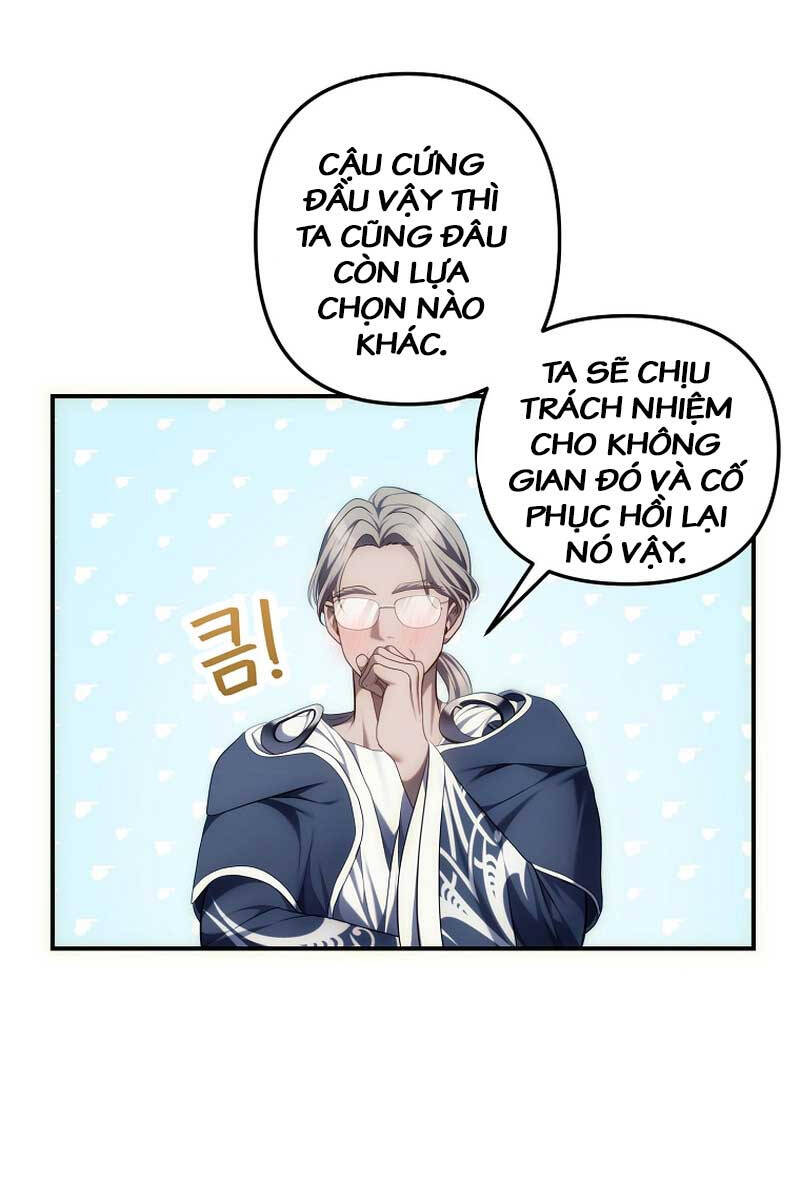 CẬU CỨNG
ĐẦU VẬY THÌ
TA CŨNG ĐÂU
CÒN LỰA
CHỌN NÀO
KHÁC.
TA SẼ CHỊU
TRÁCH NHIỆM
CHO KHÔNG
GIAN ĐÓ VÀ CỐ
PHỤC HỒI LẠI
NÓ VẬY.
큼!